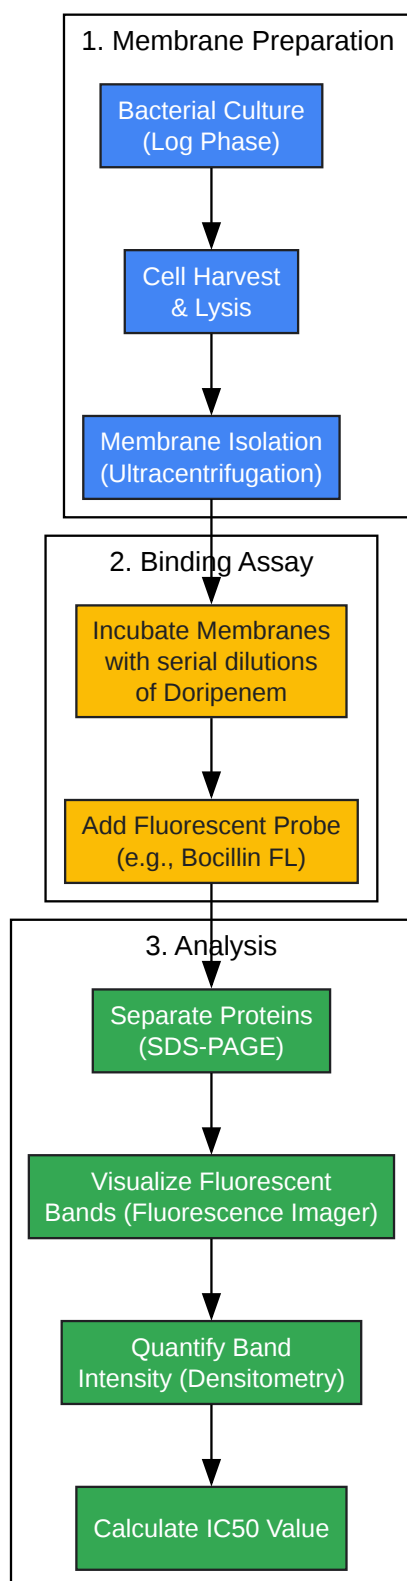 1. Membrane Preparation
Bacterial Culture
(Log Phase)
Cell Harvest
& Lysis
Membrane Isolation
(Ultracentrifugation)
2. Binding Assay
Incubate Membranes
with serial dilutions
of Doripenem
Add Fluorescent Probe
(e.g., Bocillin FL)
3. Analysis
Separate Proteins
(SDS-PAGE)
Visualize Fluorescent
Bands (Fluorescence Imager)
Quantify Band
Intensity (Densitometry)
Calculate IC50 Value